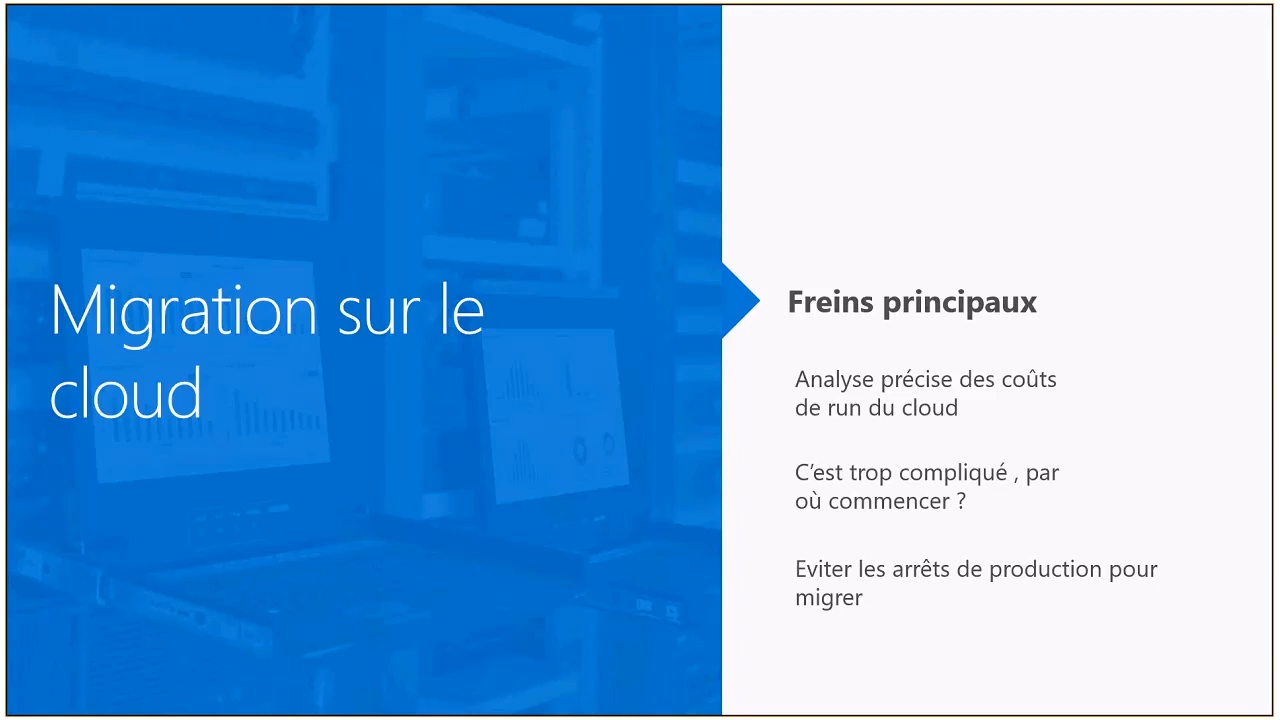 Migration sur le
cloud
Freins principaux
Analyse précise des coûts
de run du cloud
C’est trop compliqué , par
où commencer ?
Eviter les arrêts de production pour
migrer